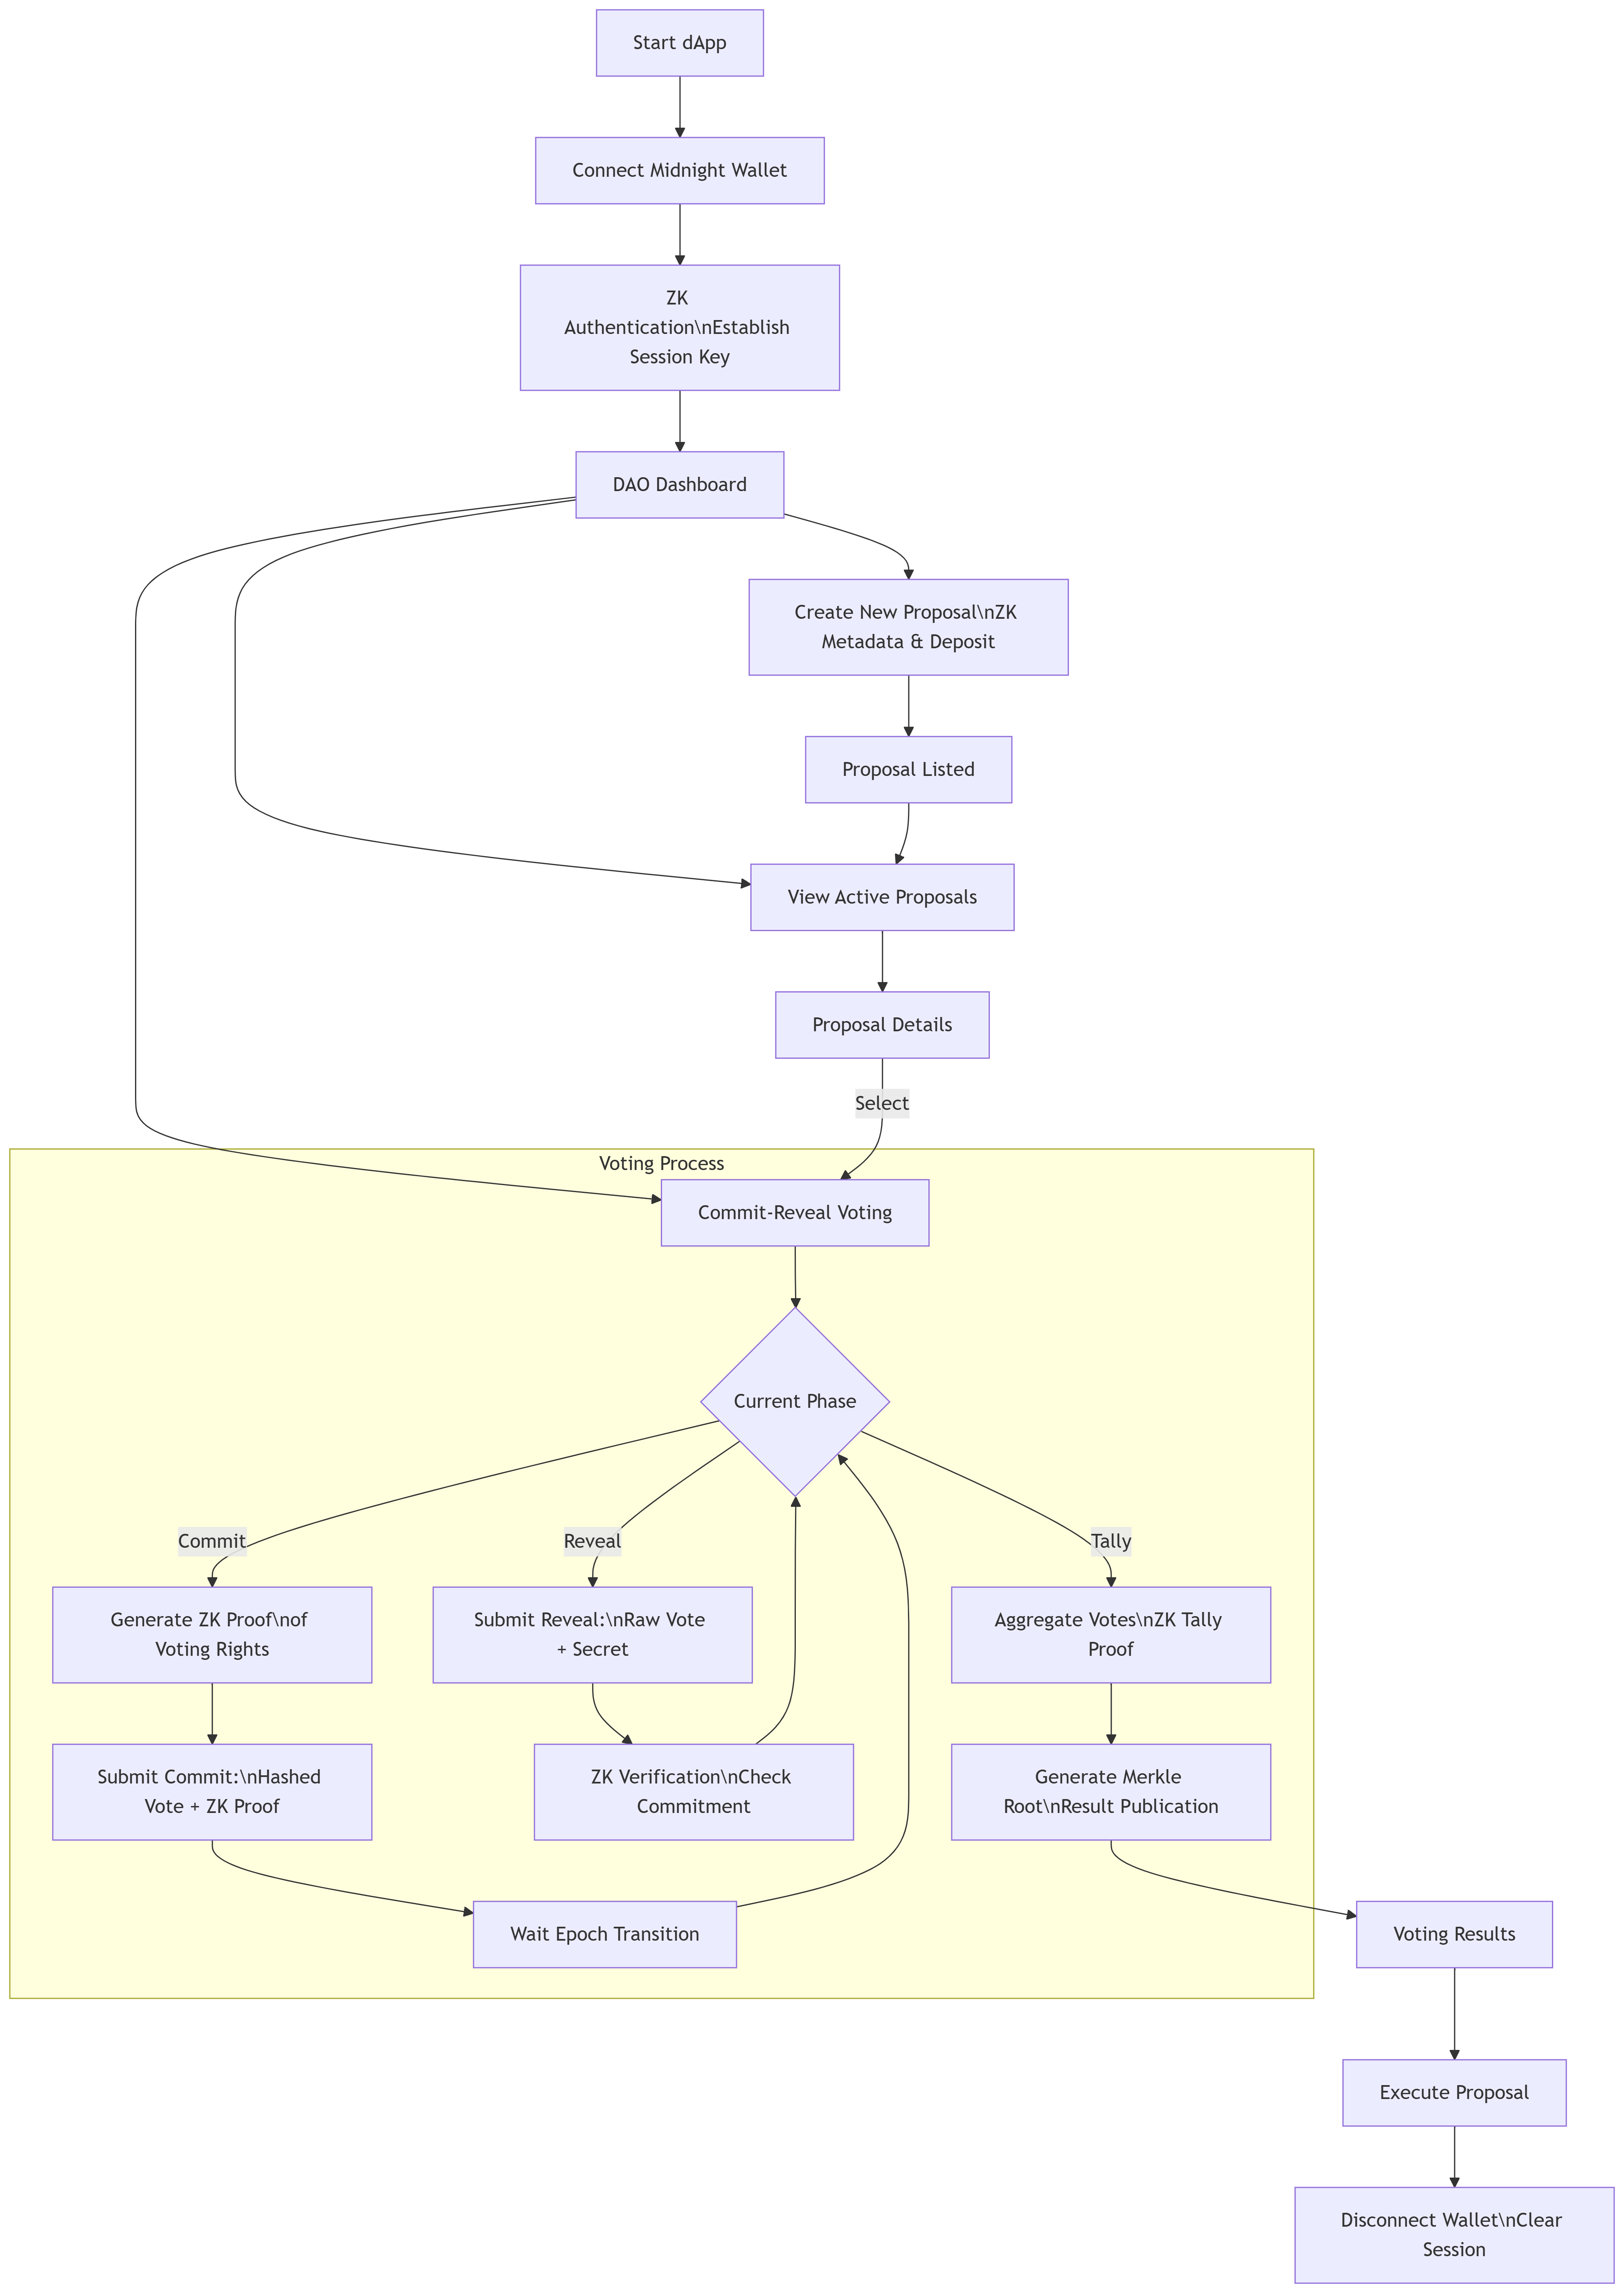 Start dApp
Connect Midnight Wallet
ZK
Authentication\nEstablish
Session Key
DAO Dashboard
Create New Proposal\nZK
Metadata & Deposit
Proposal Listed
View Active Proposals
Proposal Details
Select
Voting Process
Commit-Reveal Voting
Current Phase
Commit
Reveal
Tally
Generate ZK Proof\nof
Voting Rights
Submit Reveal:\nRaw Vote
+ Secret
Aggregate Votes\nZK Tally
Proof
Submit Commit:\nHashed
Vote + ZK Proof
ZK Verification\nCheck
Commitment
Generate Merkle
Root\nResult Publication
Wait Epoch Transition
Voting Results
Execute Proposal
Disconnect Wallet\nClear
Session